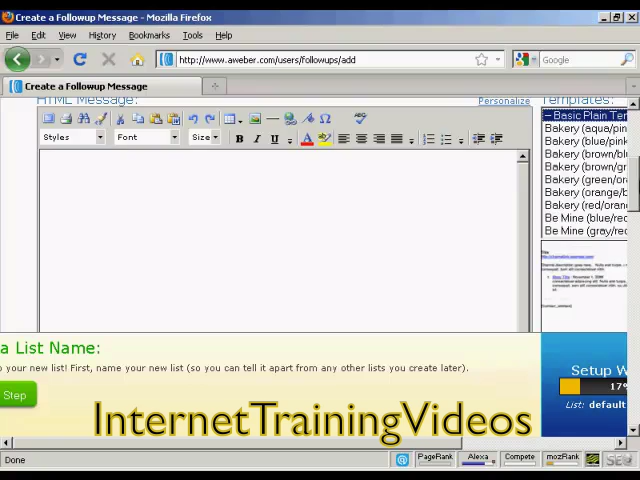 Create a Followup Message - Mozilla Firefox
File Edit View History Bookmarks Tools Help
http://www.aweber.com/users/followups/add
Google
Create a Followup Message
HTML Message:
Personalize
Templates:
Styles Font Size B I U A
-- Basic Plain Tem
Bakery (aqua/pin
Bakery (blue/pink
Bakery (brown/bl
Bakery (brown/lig
Bakery (green/ora
Bakery (orange/b
Bakery (red/oran
Be Mine (blue/re
Be Mine (gray/re
a List Name:
your new list! First, name your new list (so you can tell it apart from any other lists you create later).
Step
Setup W
17%
List: default
InternetTrainingVideos
Done
PageRank
Alexa
Compete
mozRank